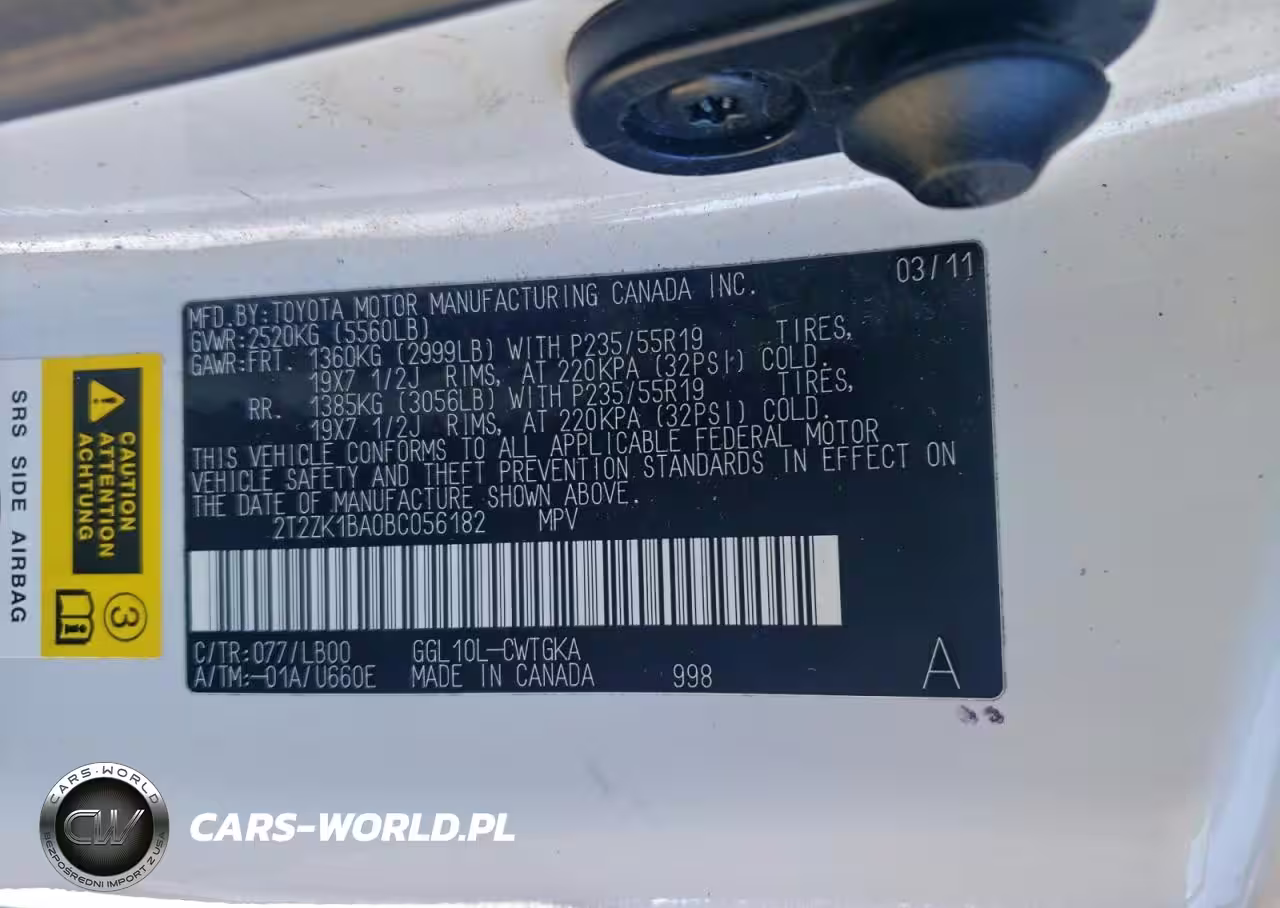 03/11
MFD.BY:TOYOTA MOTOR MANUFACTURING CANADA INC.
GVWR:2520KG (5560LB)
GAWR:FRT. 1360KG (2999LB) WITH P235/55R19 TIRES,
19X7 1/2J RIMS, AT 220KPA (32PSI) COLD.
RR. 1385KG (3056LB) WITH P235/55R19 TIRES,
19X7 1/2J RIMS, AT 220KPA (32PSI) COLD.
THIS VEHICLE CONFORMS TO ALL APPLICABLE FEDERAL MOTOR
VEHICLE SAFETY AND THEFT PREVENTION STANDARDS IN EFFECT ON
THE DATE OF MANUFACTURE SHOWN ABOVE.
2T2ZK1BA0BC056182 MPV
C/TR:077/LB00 GGL10L-CWTGKA
A/TM:-01A/U660E MADE IN CANADA 998
A
SRS SIDE AIRBAG
CAUTION
ATTENTION
ACHTUNG
3
CARS-WORLD
CW
BEZPOŚREDNI IMPORT Z USA
CARS-WORLD.PL